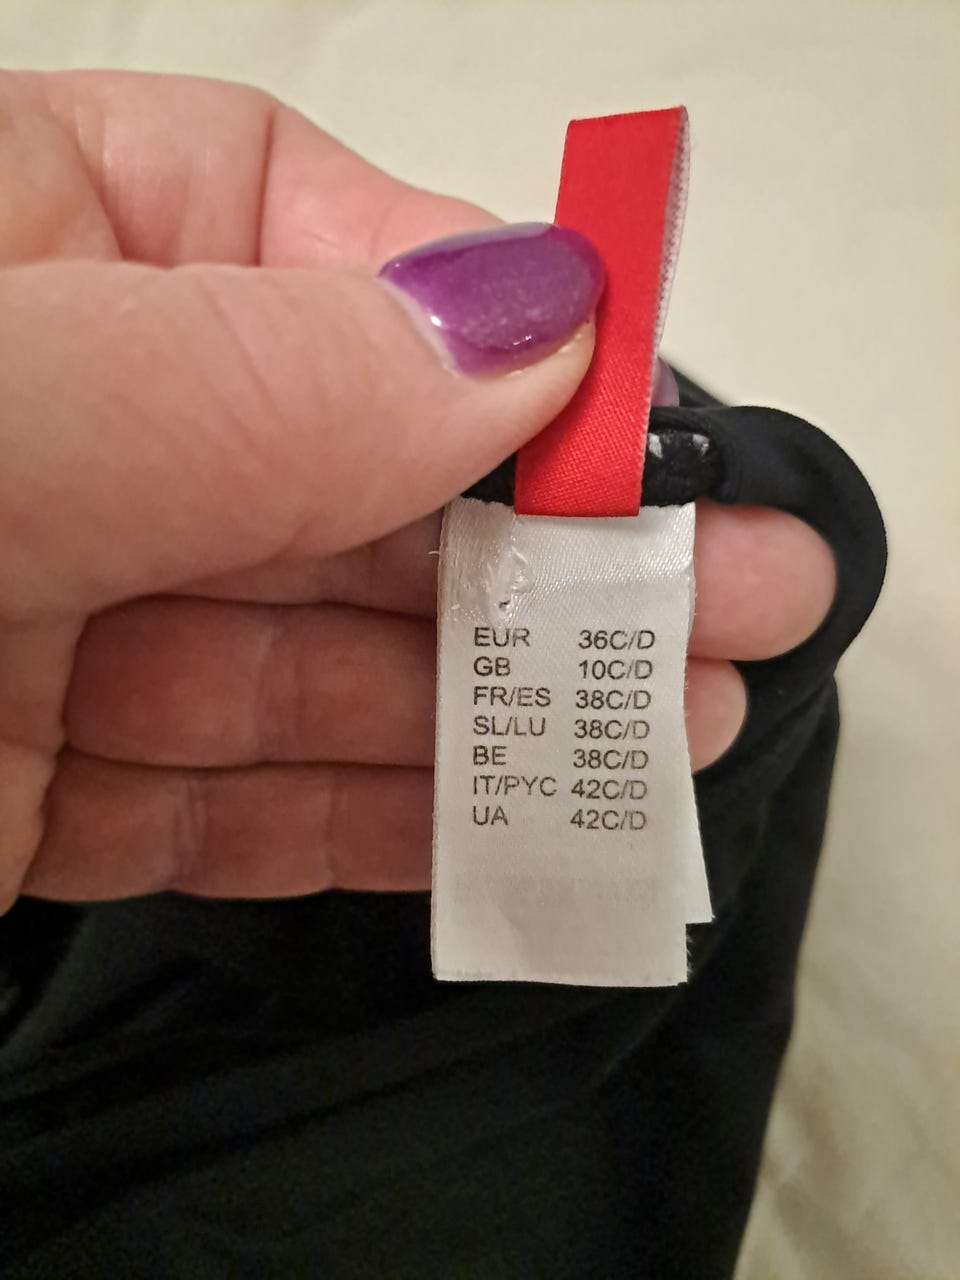 EUR 36C/D
GB 10C/D
FR/ES 38C/D
SL/LU 38C/D
BE 38C/D
IT/PYC 42C/D
UA 42C/D